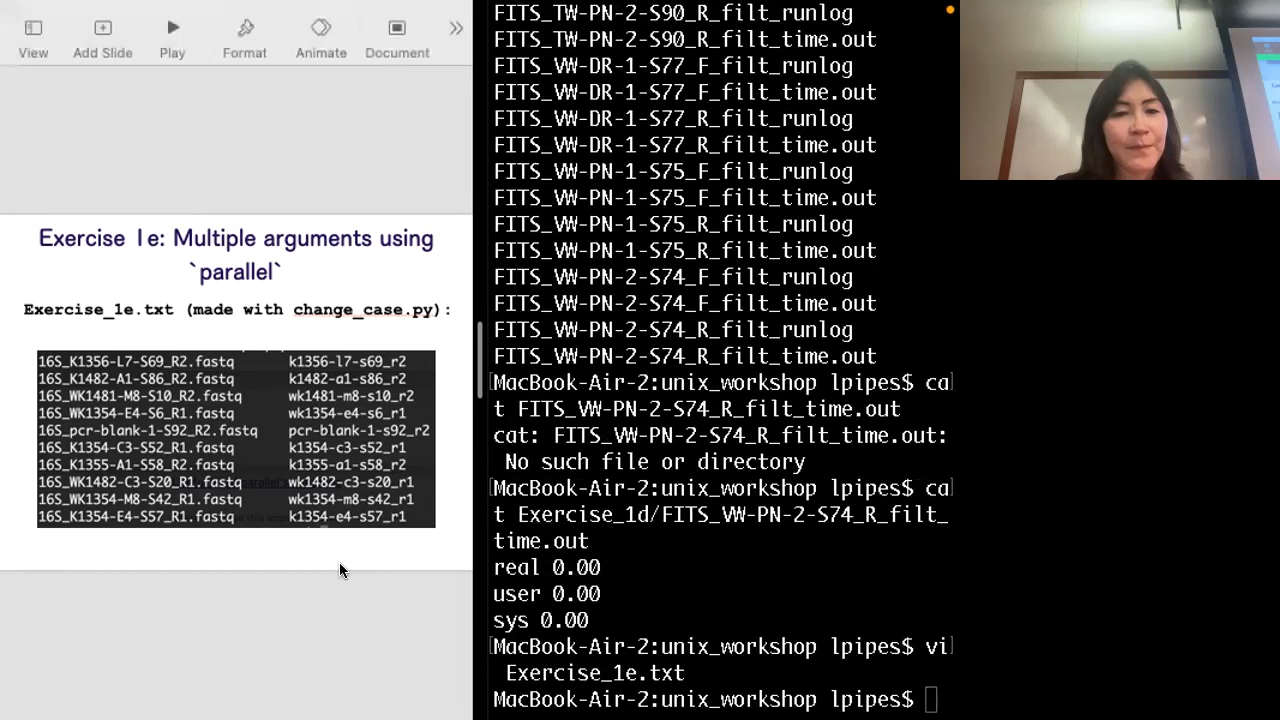 View
Add Slide
Play
Format
Animate
Document
Exercise 1e: Multiple arguments using
`parallel`
Exercise_1e.txt (made with change_case.py):
16S_K1356-L7-S69_R2.fastq k1356-l7-s69_r2
16S_K1482-A1-S86_R2.fastq k1482-a1-s86_r2
16S_WK1481-M8-S10_R2.fastq wk1481-m8-s10_r2
16S_WK1354-E4-S6_R1.fastq wk1354-e4-s6_r1
16S_pcr-blank-1-S92_R2.fastq pcr-blank-1-s92_r2
16S_K1354-C3-S52_R1.fastq k1354-c3-s52_r1
16S_K1355-A1-S58_R2.fastq k1355-a1-s58_r2
16S_WK1482-C3-S20_R1.fastq wk1482-c3-s20_r1
16S_WK1354-M8-S42_R1.fastq wk1354-m8-s42_r1
16S_K1354-E4-S57_R1.fastq k1354-e4-s57_r1
FITS_TW-PN-2-S90_R_filt_runlog
FITS_TW-PN-2-S90_R_filt_time.out
FITS_VW-DR-1-S77_F_filt_runlog
FITS_VW-DR-1-S77_F_filt_time.out
FITS_VW-DR-1-S77_R_filt_runlog
FITS_VW-DR-1-S77_R_filt_time.out
FITS_VW-PN-1-S75_F_filt_runlog
FITS_VW-PN-1-S75_F_filt_time.out
FITS_VW-PN-1-S75_R_filt_runlog
FITS_VW-PN-1-S75_R_filt_time.out
FITS_VW-PN-2-S74_F_filt_runlog
FITS_VW-PN-2-S74_F_filt_time.out
FITS_VW-PN-2-S74_R_filt_runlog
FITS_VW-PN-2-S74_R_filt_time.out
[MacBook-Air-2:unix_workshop lpipes$ ca]
t FITS_VW-PN-2-S74_R_filt_time.out
cat: FITS_VW-PN-2-S74_R_filt_time.out:
No such file or directory
[MacBook-Air-2:unix_workshop lpipes$ ca]
t Exercise_1d/FITS_VW-PN-2-S74_R_filt_
time.out
real 0.00
user 0.00
sys 0.00
[MacBook-Air-2:unix_workshop lpipes$ vi]
Exercise_1e.txt
MacBook-Air-2:unix_workshop lpipes$